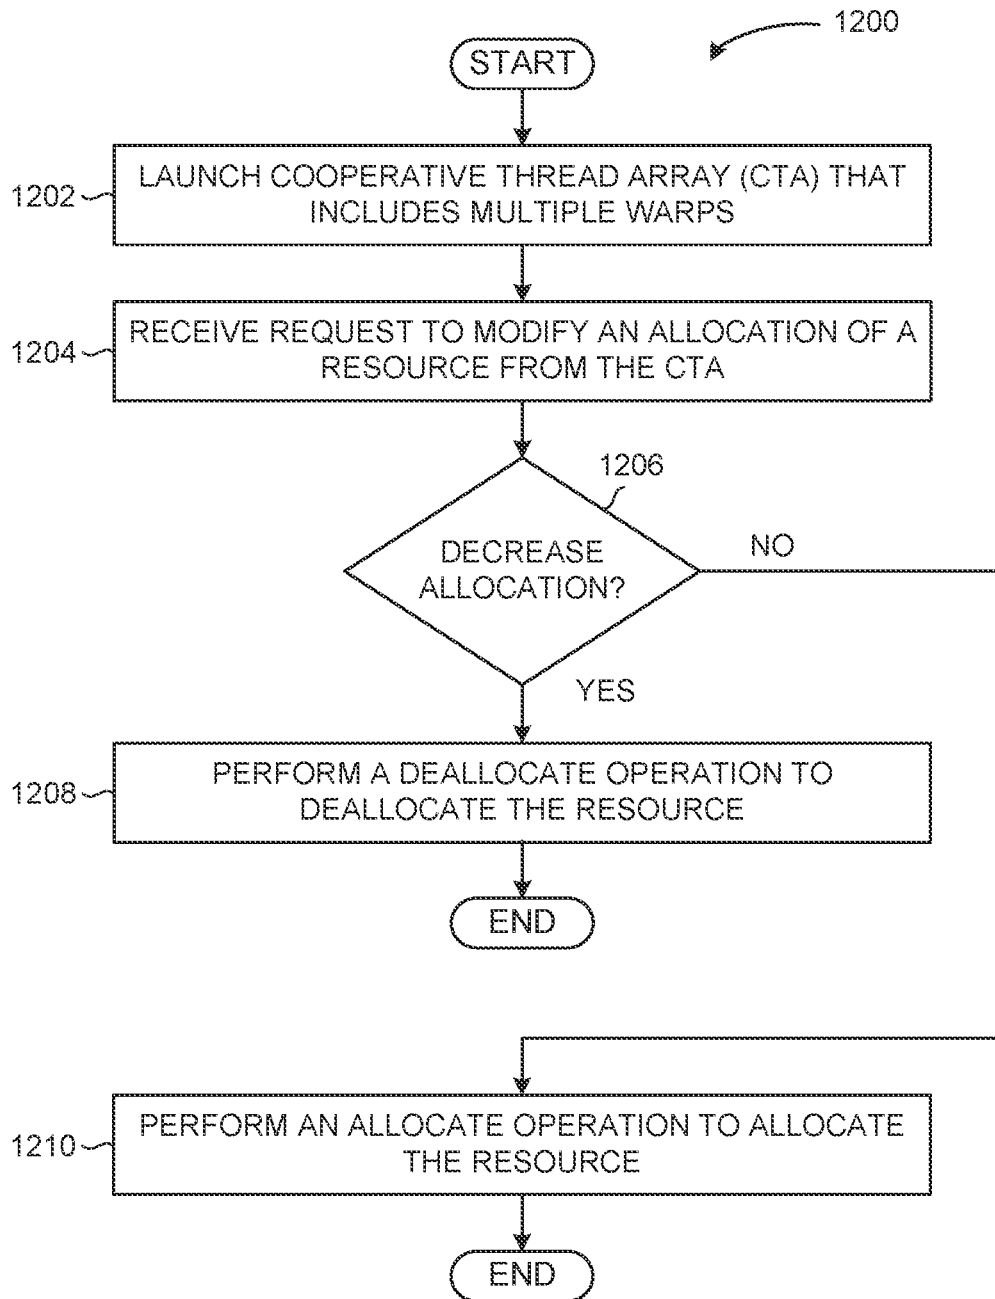 1200
START
1202
LAUNCH COOPERATIVE THREAD ARRAY (CTA) THAT
INCLUDES MULTIPLE WARPS
1204
RECEIVE REQUEST TO MODIFY AN ALLOCATION OF A
RESOURCE FROM THE CTA
1206
DECREASE
ALLOCATION?
NO
YES
1208
PERFORM A DEALLOCATE OPERATION TO
DEALLOCATE THE RESOURCE
END
1210
PERFORM AN ALLOCATE OPERATION TO ALLOCATE
THE RESOURCE
END